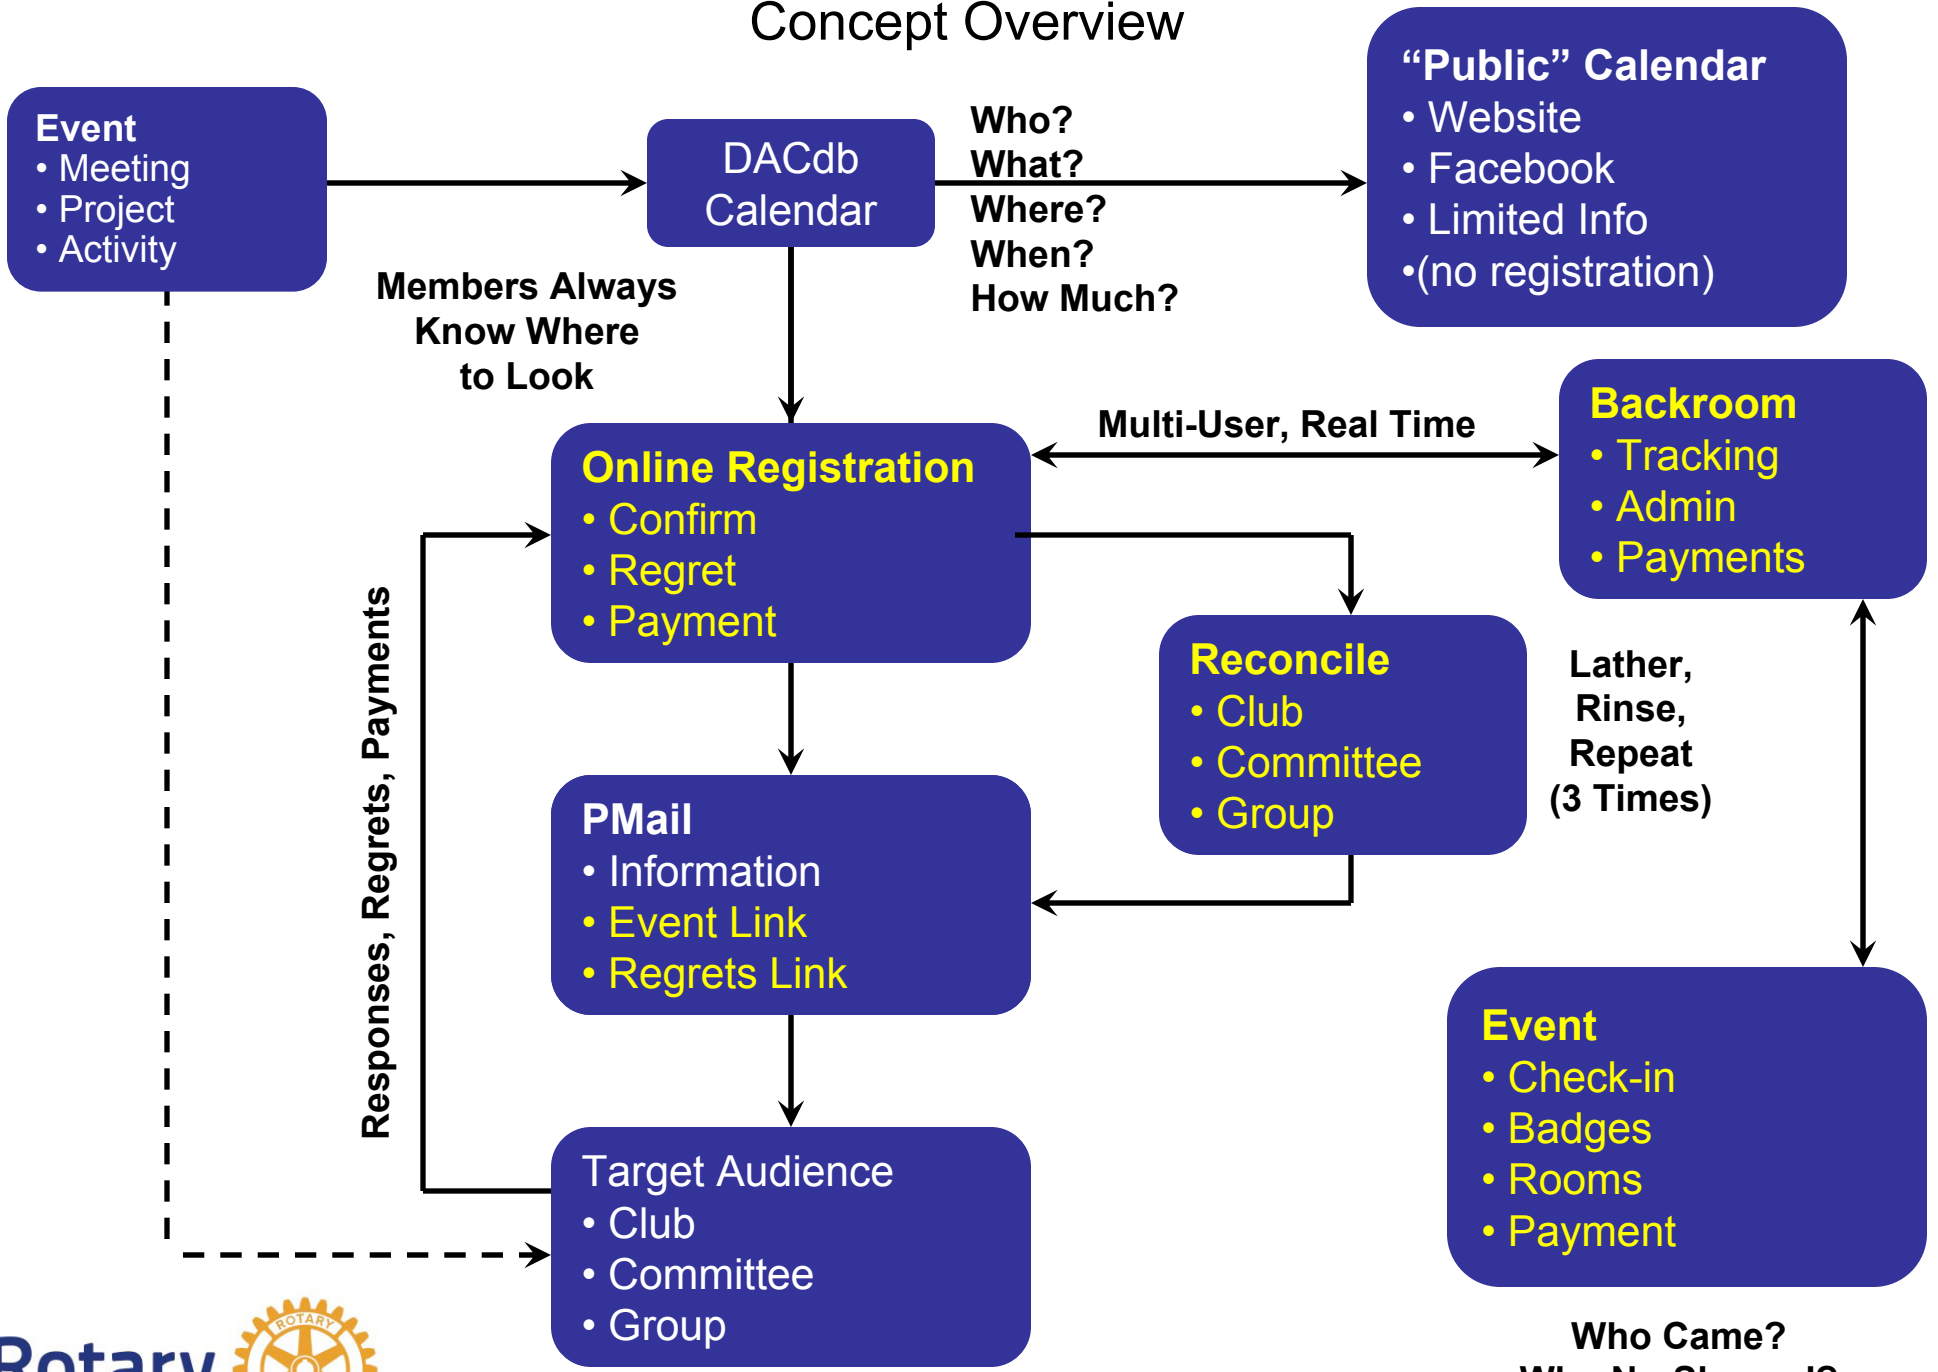 Concept Overview
Event
• Meeting
• Project
• Activity
DACdb
Calendar
Who?
What?
Where?
When?
How Much?
“Public” Calendar
• Website
• Facebook
• Limited Info
•(no registration)
Members Always
Know Where
to Look
Multi-User, Real Time
Backroom
• Tracking
• Admin
• Payments
Online Registration
• Confirm
• Regret
• Payment
Responses, Regrets, Payments
Reconcile
• Club
• Committee
• Group
Lather,
Rinse,
Repeat
(3 Times)
PMail
• Information
• Event Link
• Regrets Link
Event
• Check-in
• Badges
• Rooms
• Payment
Target Audience
• Club
• Committee
• Group
Rotary
ROTARY
Who Came?